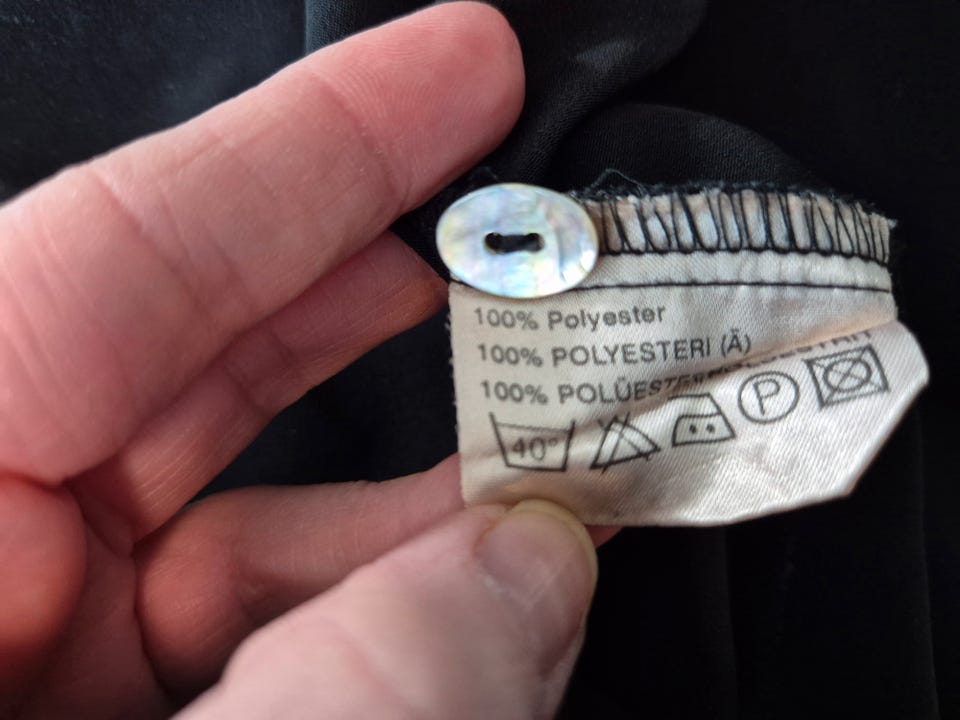 100% Polyester
100% POLYESTERI (Ä)
100% POLÜESTER
40°
P